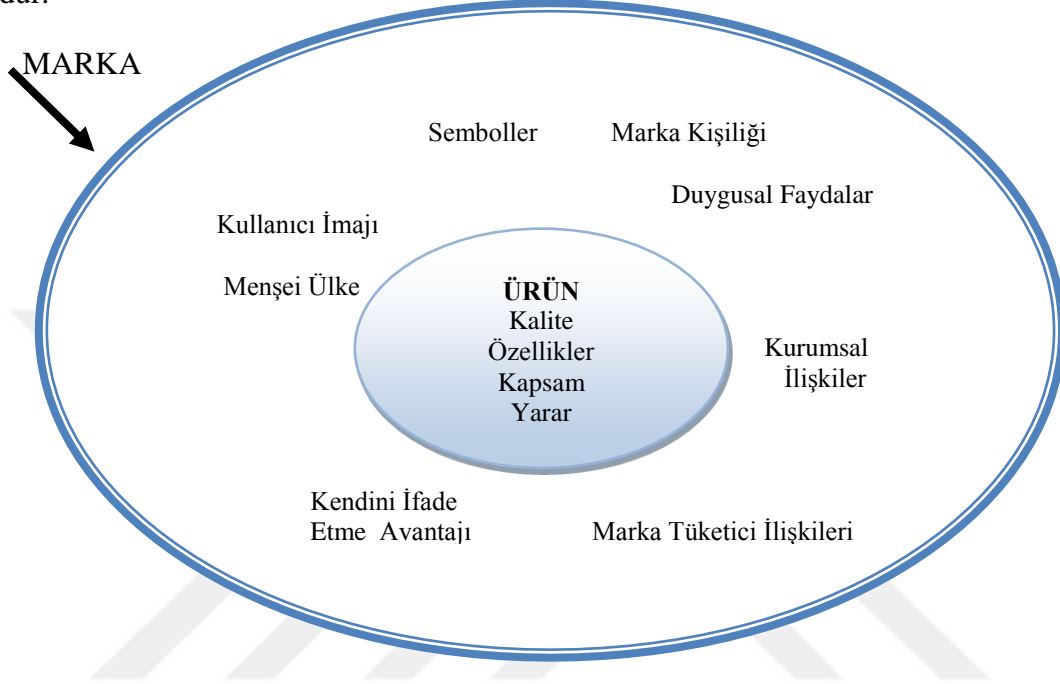 MARKA
Semboller Marka Kişiliği
Duygusal Faydalar
Kullanıcı İmajı
Menşei Ülke
ÜRÜN
Kalite
Özellikler
Kapsam
Yarar
Kurumsal
İlişkiler
Kendini İfade
Etme Avantajı
Marka Tüketici İlişkileri